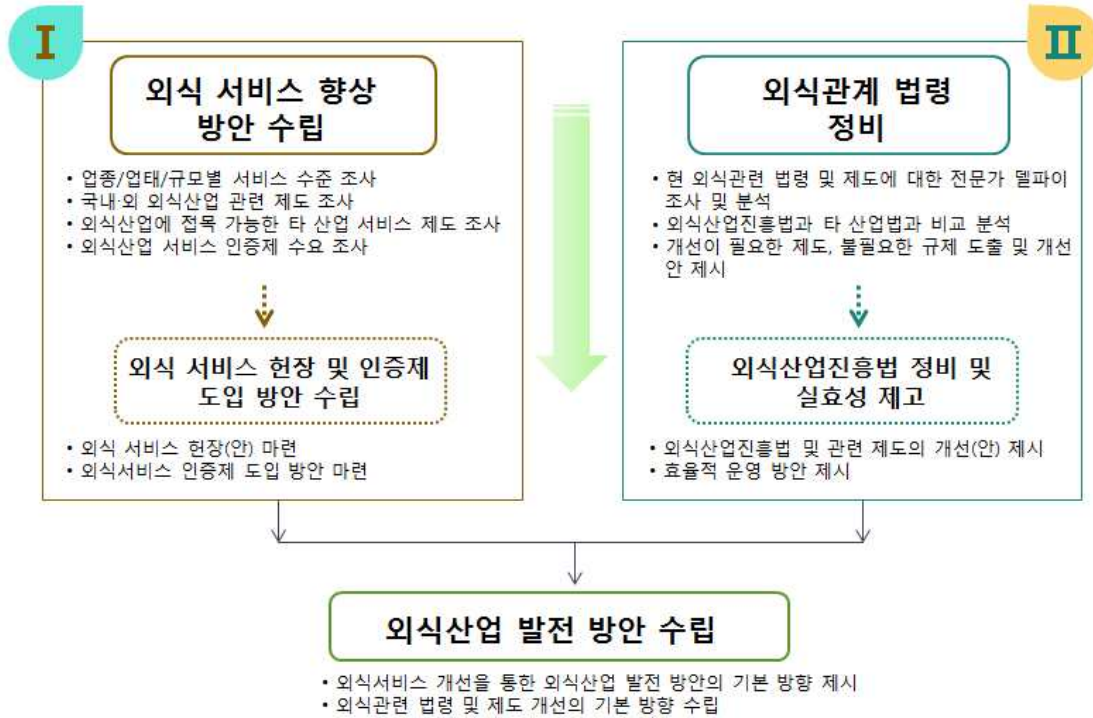 I
외식 서비스 향상
방안 수립
• 업종/업태/규모별 서비스 수준 조사
• 국내·외 외식산업 관련 제도 조사
• 외식산업에 접목 가능한 타 산업 서비스 제도 조사
• 외식산업 서비스 인증제 수요 조사
외식 서비스 헌장 및 인증제
도입 방안 수립
• 외식 서비스 헌장(안) 마련
• 외식서비스 인증제 도입 방안 마련
II
외식관계 법령
정비
• 현 외식관련 법령 및 제도에 대한 전문가 델파이
조사 및 분석
• 외식산업진흥법과 타 산업법과 비교 분석
• 개선이 필요한 제도, 불필요한 규제 도출 및 개선
안 제시
외식산업진흥법 정비 및
실효성 제고
• 외식산업진흥법 및 관련 제도의 개선(안) 제시
• 효율적 운영 방안 제시
외식산업 발전 방안 수립
• 외식서비스 개선을 통한 외식산업 발전 방안의 기본 방향 제시
• 외식관련 법령 및 제도 개선의 기본 방향 수립